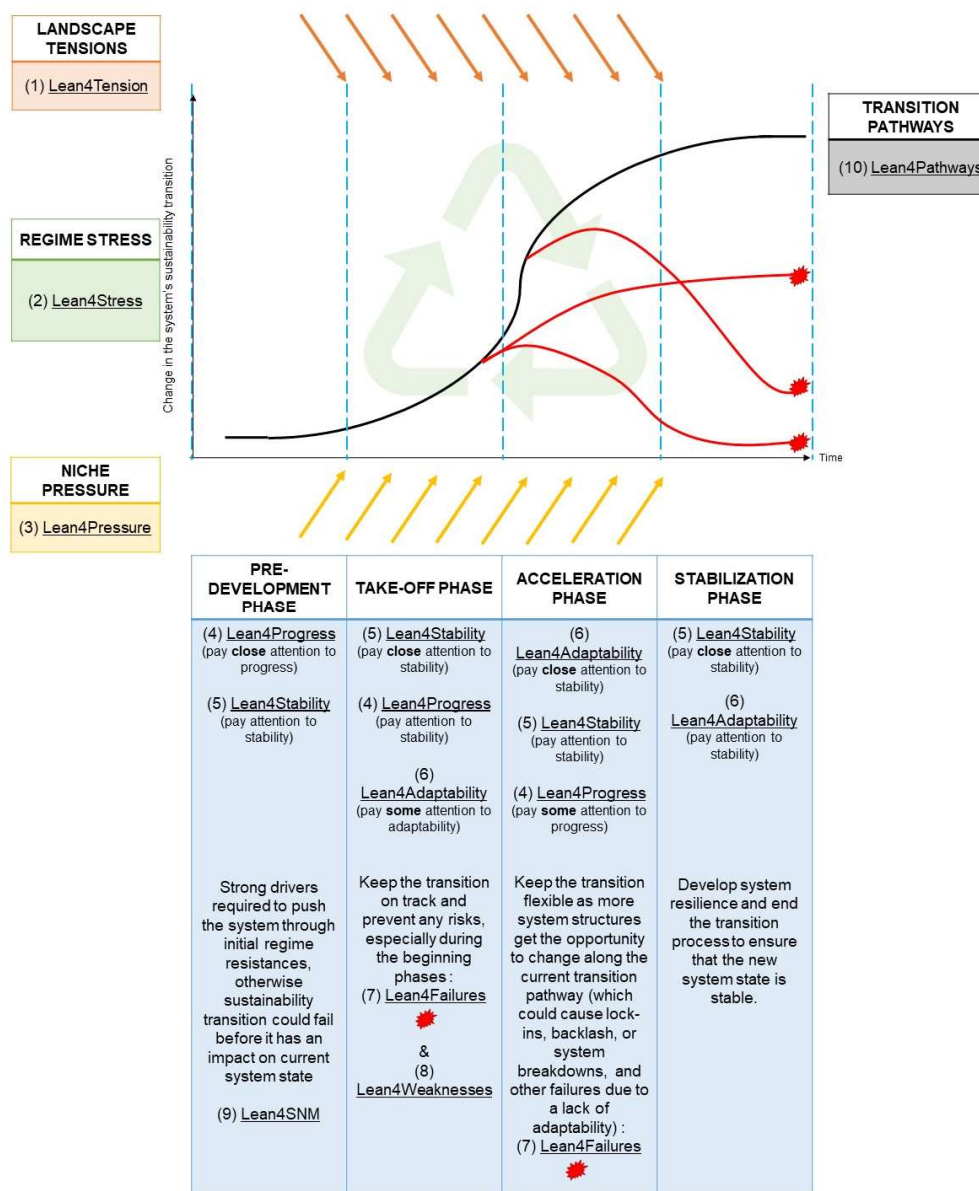 LANDSCAPE
TENSIONS
(1) Lean4Tension
REGIME STRESS
(2) Lean4Stress
NICHE
PRESSURE
(3) Lean4Pressure
Change in the system's sustainability transition
Time
TRANSITION
PATHWAYS
(10) Lean4Pathways
PRE-
DEVELOPMENT
PHASE
(4) Lean4Progress
(pay close attention to
progress)
(5) Lean4Stability
(pay attention to
stability)
Strong drivers
required to push
the system through
initial regime
resistances,
otherwise
sustainability
transition could fail
before it has an
impact on current
system state
(9) Lean4SNM
TAKE-OFF PHASE
(5) Lean4Stability
(pay close attention to
stability)
(4) Lean4Progress
(pay attention to
stability)
(6)
Lean4Adaptability
(pay some attention to
adaptability)
Keep the transition
on track and
prevent any risks,
especially during
the beginning
phases :
(7) Lean4Failures
&
(8)
Lean4Weaknesses
ACCELERATION
PHASE
(6)
Lean4Adaptability
(pay close attention to
stability)
(5) Lean4Stability
(pay attention to
stability)
(4) Lean4Progress
(pay some attention to
progress)
Keep the transition
flexible as more
system structures
get the opportunity
to change along the
current transition
pathway (which
could cause lock-
ins, backlash, or
system
breakdowns, and
other failures due to
a lack of
adaptability) :
(7) Lean4Failures
STABILIZATION
PHASE
(5) Lean4Stability
(pay close attention to
stability)
(6)
Lean4Adaptability
(pay attention to
stability)
Develop system
resilience and end
the transition
process to ensure
that the new
system state is
stable.